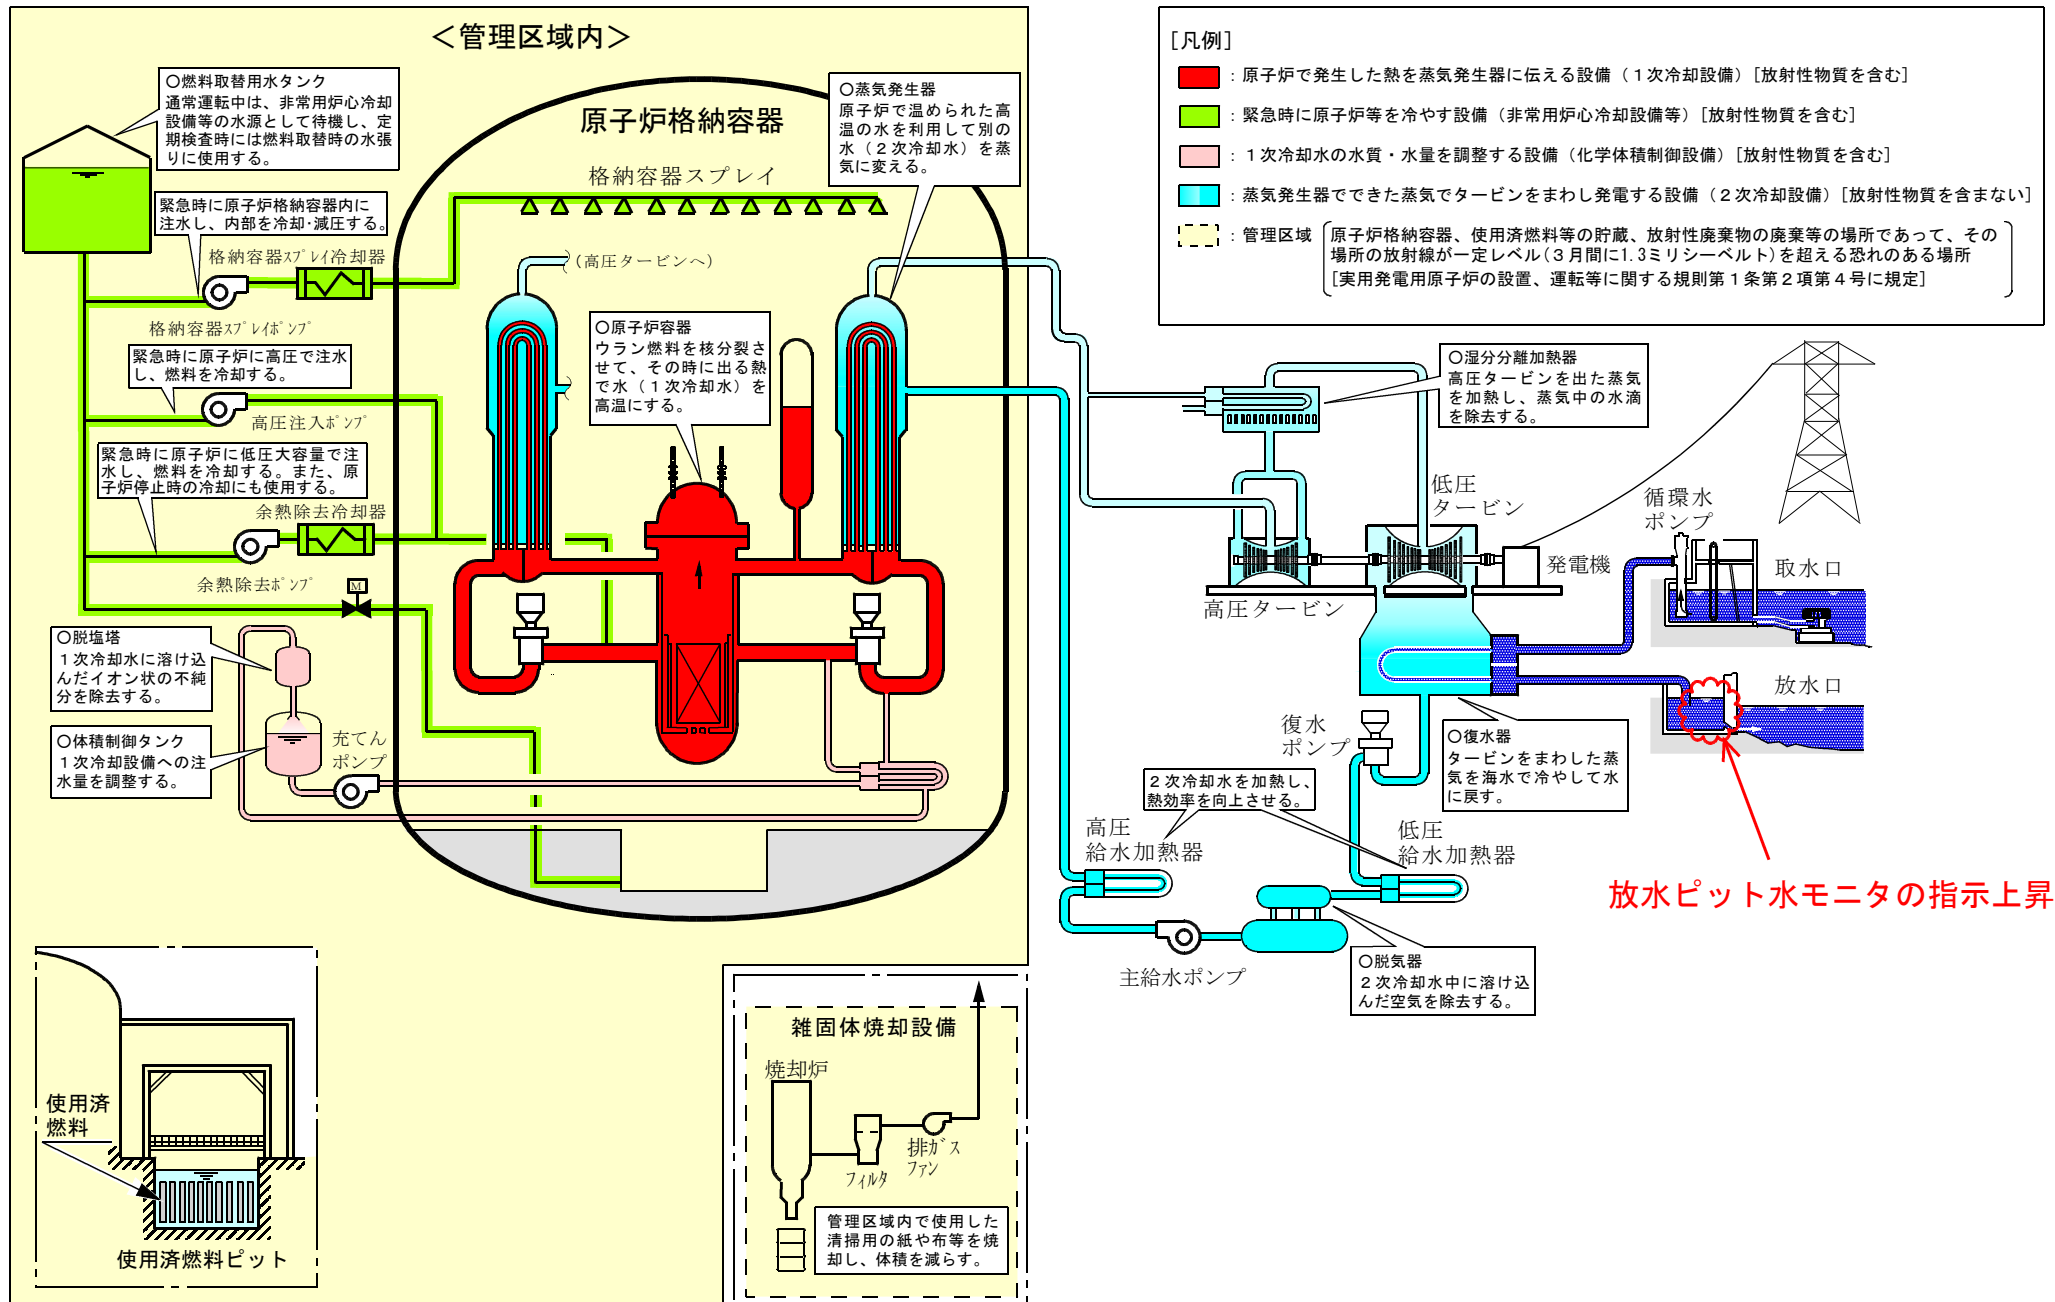 ＜管理区域内＞
○燃料取替用水タンク
通常運転中は、非常用炉心冷却
設備等の水源として待機し、定
期検査時には燃料取替時の水張
りに使用する。
原子炉格納容器
格納容器スプレイ
○蒸気発生器
原子炉で温められた高
温の水を利用して別の
水（２次冷却水）を蒸
気に変える。
緊急時に原子炉格納容器内に
注水し、内部を冷却･減圧する。
格納容器ｽﾌﾟﾚｲ冷却器
格納容器ｽﾌﾟﾚｲﾎﾟﾝﾌﾟ
(高圧タービンへ)
緊急時に原子炉に高圧で注水
し、燃料を冷却する。
高圧注入ﾎﾟﾝﾌﾟ
○原子炉容器
ウラン燃料を核分裂さ
せて、その時に出る熱
で水（１次冷却水）を
高温にする。
緊急時に原子炉に低圧大容量で注
水し、燃料を冷却する。また、原
子炉停止時の冷却にも使用する。
余熱除去冷却器
余熱除去ﾎﾟﾝﾌﾟ
M
○脱塩塔
１次冷却水に溶け込
んだイオン状の不純
分を除去する。
○体積制御タンク
１次冷却設備への注
水量を調整する。
充てん
ポンプ
使用済
燃料
使用済燃料ピット
雑固体焼却設備
焼却炉
フィルタ
排ｶﾞｽ
ﾌｧﾝ
管理区域内で使用した
清掃用の紙や布等を焼
却し、体積を減らす。
[凡例]
：原子炉で発生した熱を蒸気発生器に伝える設備（１次冷却設備）[放射性物質を含む]
：緊急時に原子炉等を冷やす設備（非常用炉心冷却設備等）[放射性物質を含む]
：１次冷却水の水質・水量を調整する設備（化学体積制御設備）[放射性物質を含む]
：蒸気発生器でできた蒸気でタービンをまわし発電する設備（２次冷却設備）[放射性物質を含まない]
：管理区域
原子炉格納容器、使用済燃料等の貯蔵、放射性廃棄物の廃棄等の場所であって、その
場所の放射線が一定レベル(３月間に1.3ミリシーベルト)を超える恐れのある場所
[実用発電用原子炉の設置、運転等に関する規則第１条第２項第４号に規定]
○湿分分離加熱器
高圧タービンを出た蒸気
を加熱し、蒸気中の水滴
を除去する。
低圧
タービン
高圧タービン
発電機
循環水
ポンプ
取水口
放水口
復水
ポンプ
○復水器
タービンをまわした蒸
気を海水で冷やして水
に戻す。
２次冷却水を加熱し、
熱効率を向上させる。
高圧
給水加熱器
低圧
給水加熱器
放水ピット水モニタの指示上昇
主給水ポンプ
○脱気器
２次冷却水中に溶け込
んだ空気を除去する。